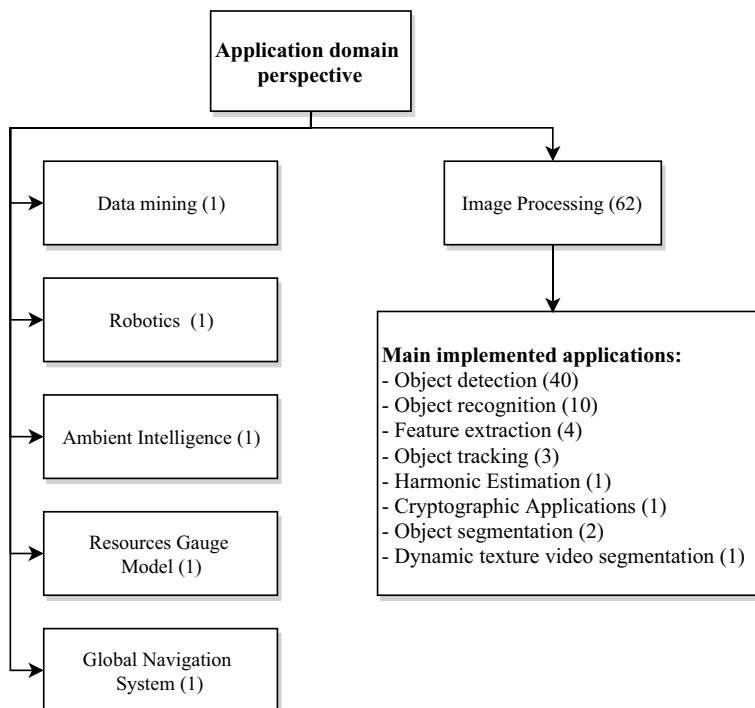 Application domain
perspective
Data mining (1)
Image Processing (62)
Robotics  (1)
Ambient Intelligence (1)
Resources Gauge
Model (1)
Global Navigation
System (1)
Main implemented applications:
- Object detection (40)
- Object recognition (10)
- Feature extraction (4)
- Object tracking (3)
- Harmonic Estimation (1)
- Cryptographic Applications (1)
- Object segmentation (2)
- Dynamic texture video segmentation (1)